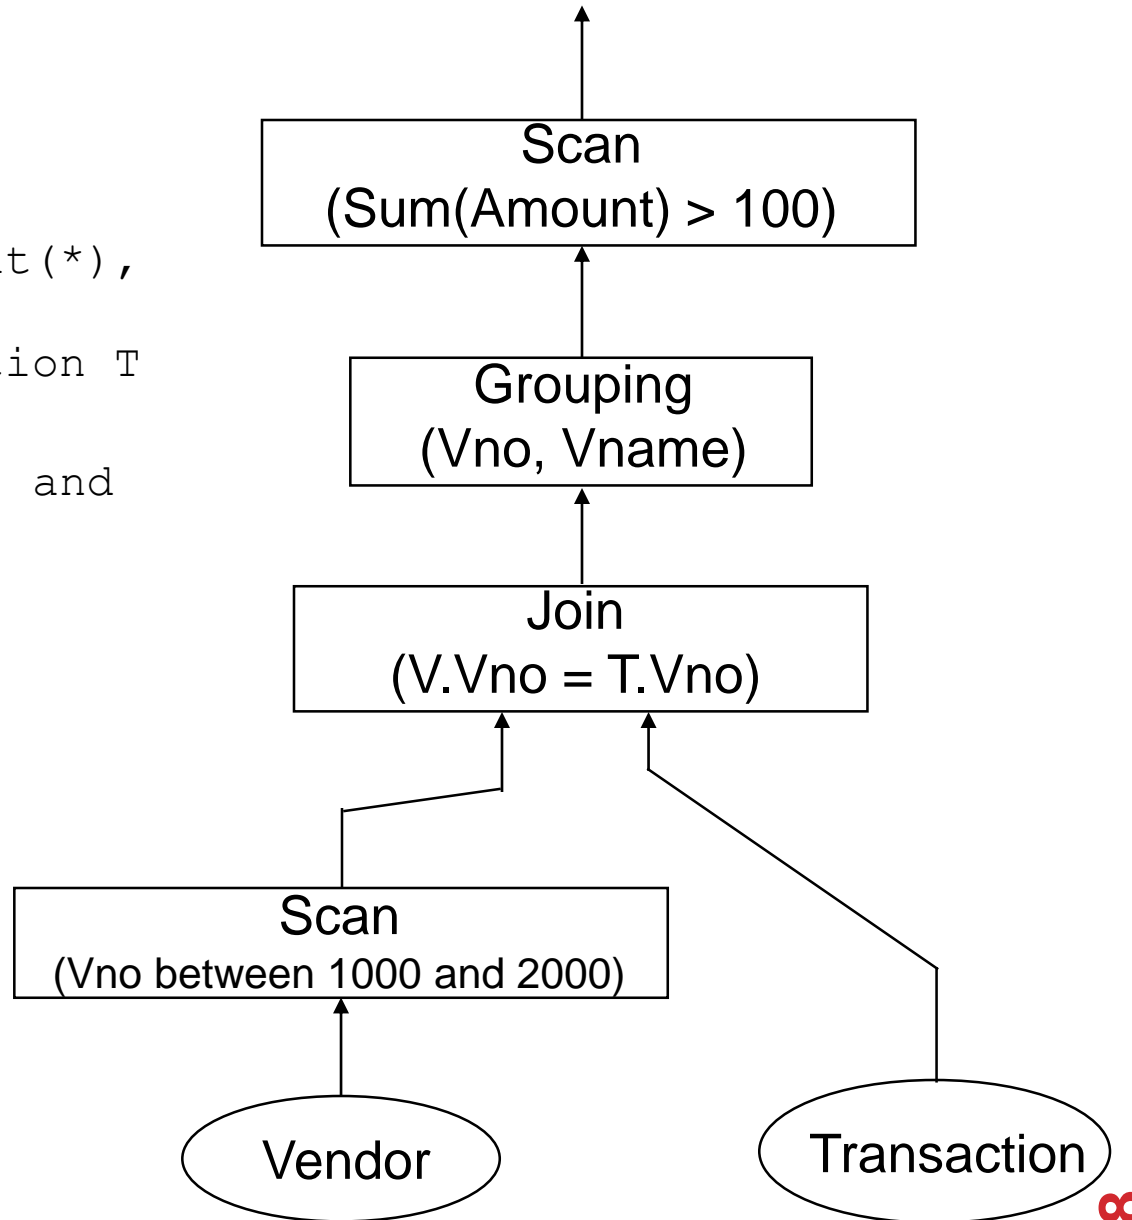 Scan
(Sum(Amount) > 100)
t(*),
ion T
Grouping
(Vno, Vname)
and
Join
(V.Vno = T.Vno)
Scan
(Vno between 1000 and 2000)
Vendor
Transaction
8